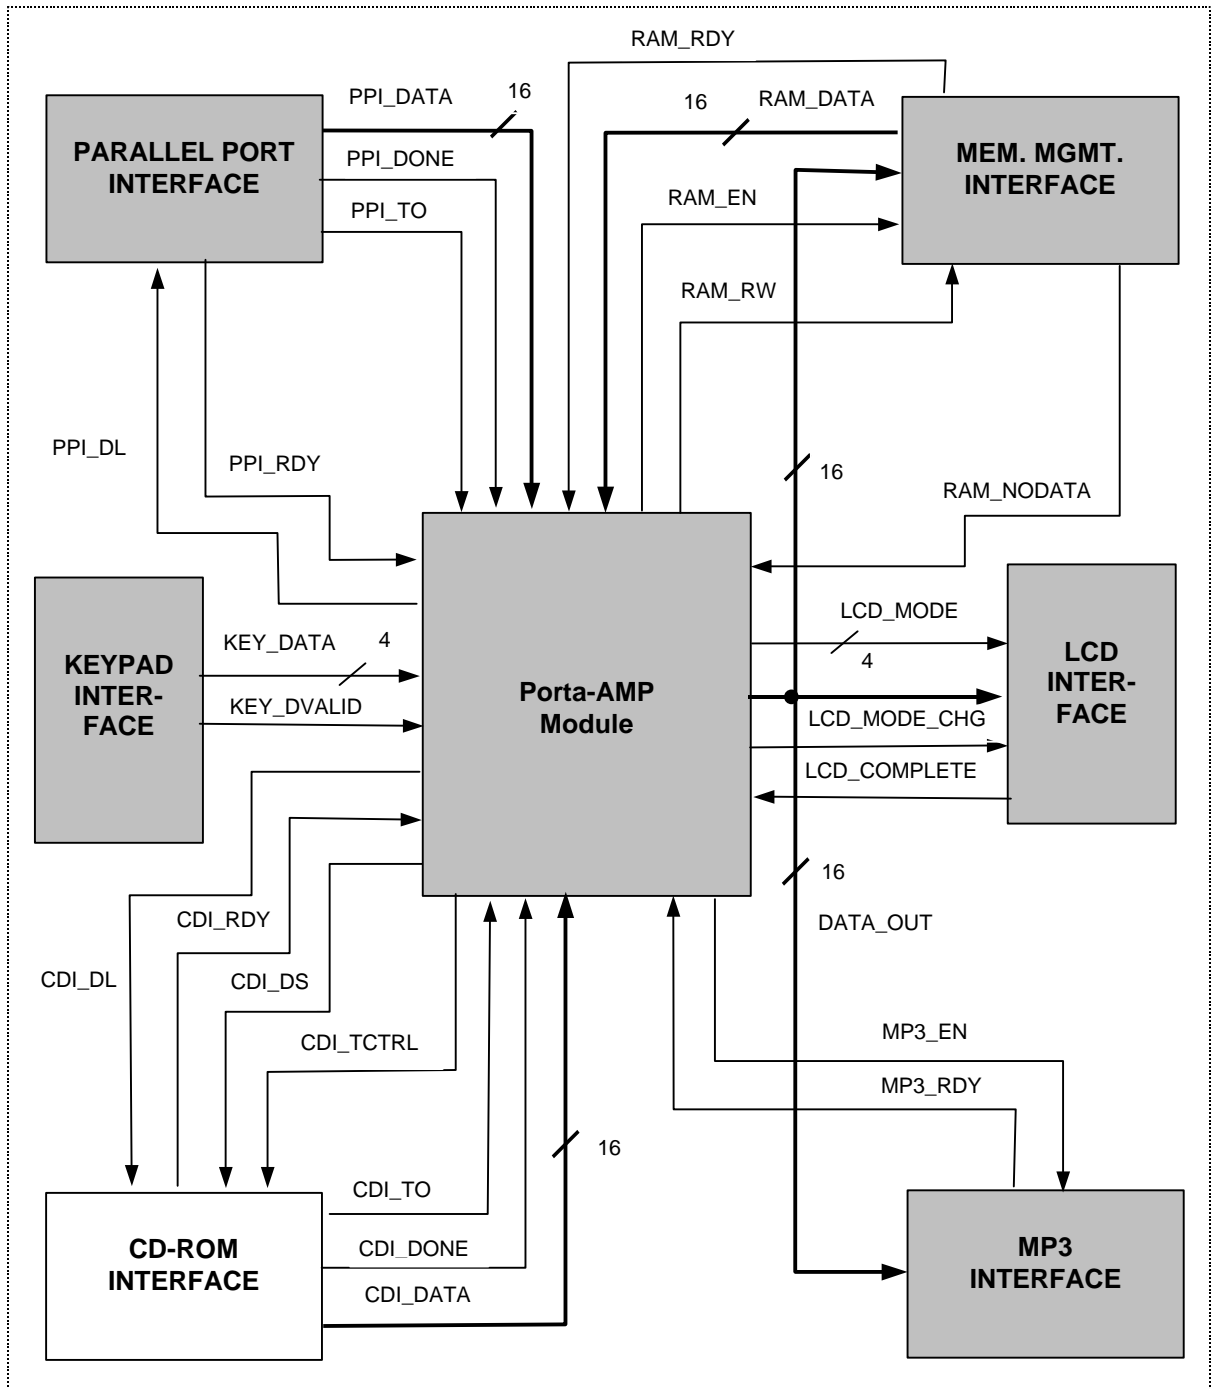 RAM_RDY
PPI_DATA
16
16
RAM_DATA
PARALLEL PORT
INTERFACE
PPI_DONE
PPI_TO
MEM. MGMT.
INTERFACE
RAM_EN
RAM_RW
PPI_DL
PPI_RDY
16
RAM_NODATA
KEYPAD
INTER-
FACE
KEY_DATA
4
KEY_DVALID
Porta-AMP
Module
LCD_MODE
4
LCD_MODE_CHG
LCD_COMPLETE
LCD
INTER-
FACE
16
DATA_OUT
CDI_RDY
CDI_DL
CDI_DS
CDI_TCTRL
MP3_EN
MP3_RDY
16
CDI_TO
CDI_DONE
CDI_DATA
CD-ROM
INTERFACE
MP3
INTERFACE